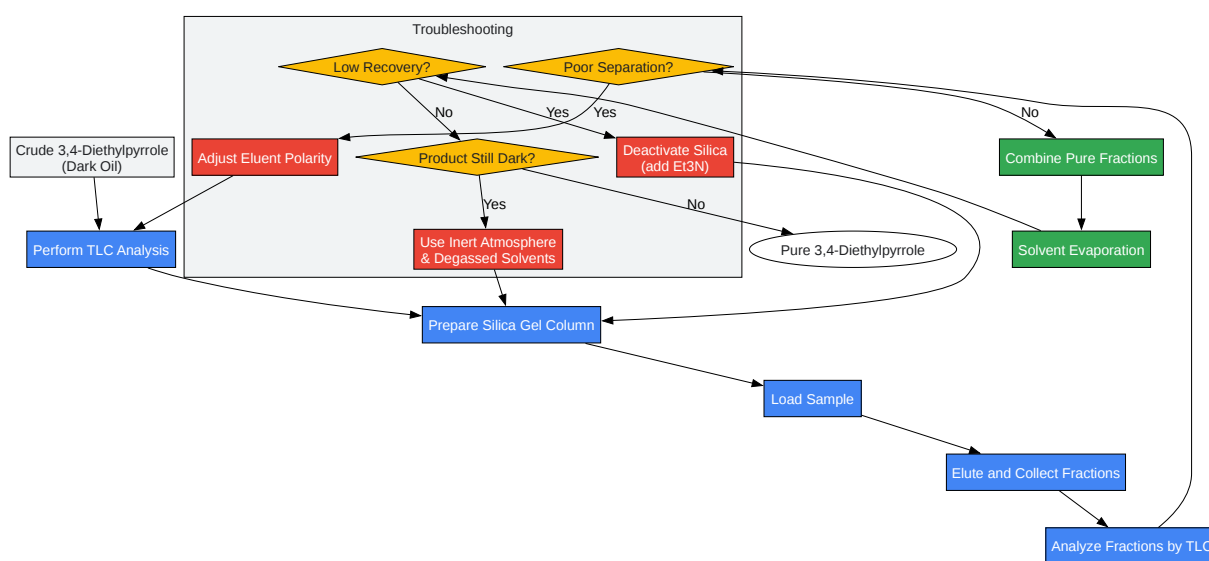 Troubleshooting
Low Recovery?
Poor Separation?
No
Yes
Yes
No
Crude 3,4-Diethylpyrrole
(Dark Oil)
Adjust Eluent Polarity
Product Still Dark?
Deactivate Silica
(add Et3N)
Combine Pure Fractions
Yes
No
Perform TLC Analysis
Use Inert Atmosphere
& Degassed Solvents
Pure 3,4-Diethylpyrrole
Solvent Evaporation
Prepare Silica Gel Column
Load Sample
Elute and Collect Fractions
Analyze Fractions by TLC